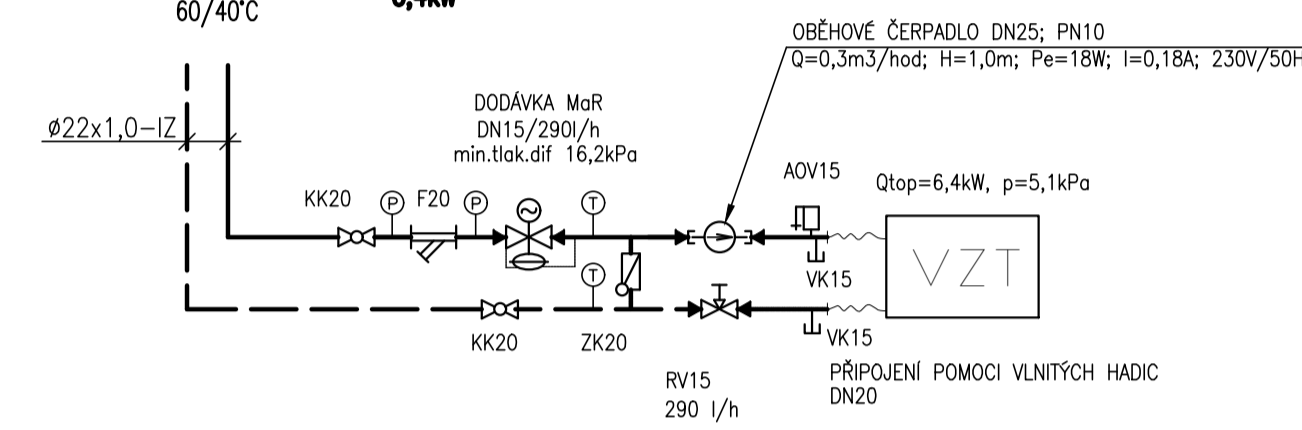 60/40°C
OBĚHOVÉ ČERPADLO DN25; PN10
Q=0,3m3/hod; H=1,0m; Pe=18W; I=0,18A; 230V/50H
DODÁVKA MaR
DN15/290l/h
min.tlak.dif 16,2kPa
ø22x1,0-IZ
AOV15
Qtop=6,4kW, p=5,1kPa
KK20
P
F20
P
T
VZT
VK15
T
KK20
ZK20
VK15
RV15
290 l/h
PŘIPOJENÍ POMOCI VLNITÝCH HADIC
DN20